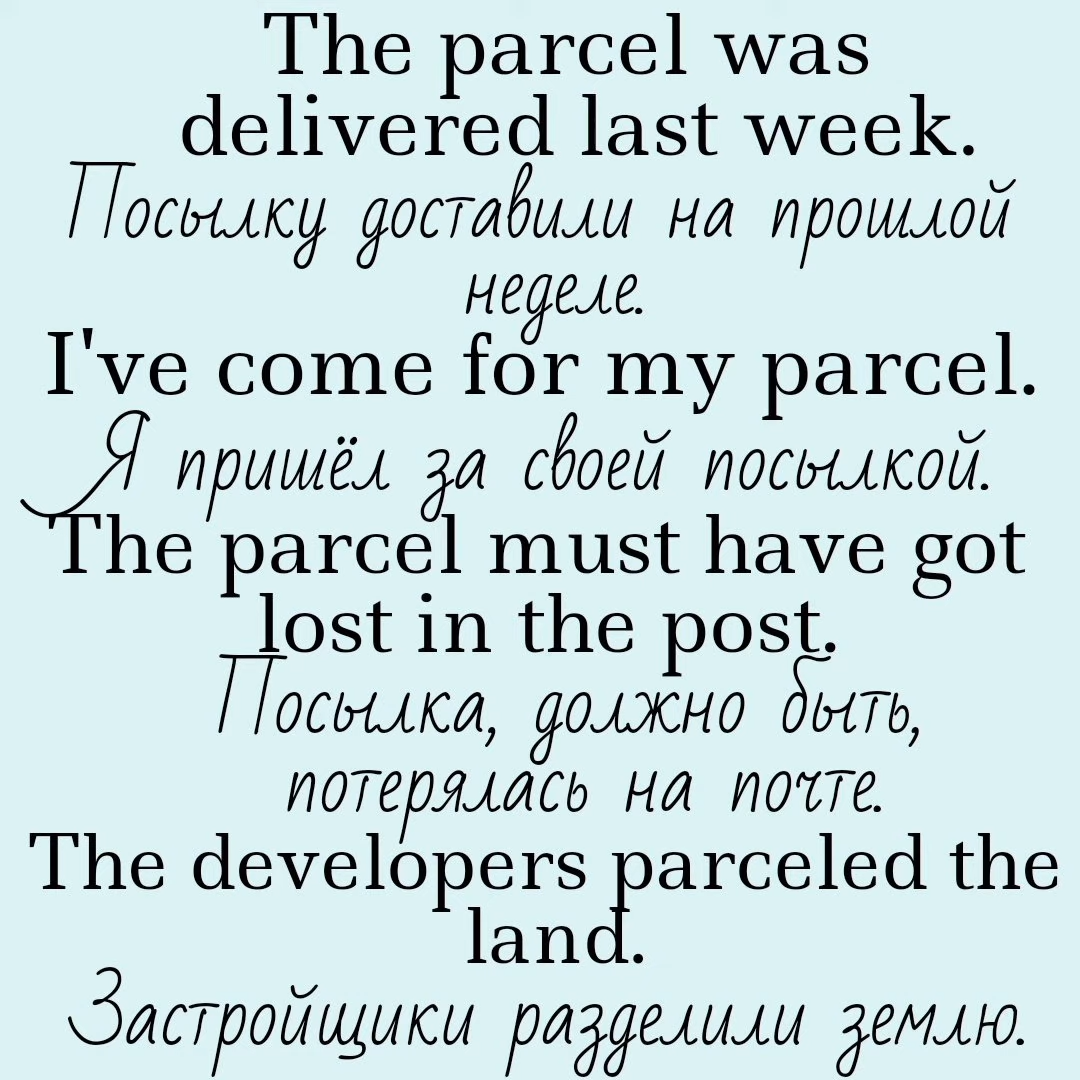 The parcel was
delivered last week.
Посылку доставили на прошлой
неделе.
I've come for my parcel.
Я пришёл за своей посылкой.
The parcel must have got
lost in the post.
Посылка, должно быть,
потерялась на почте.
The developers parceled the
land.
Застройщики разделили землю.